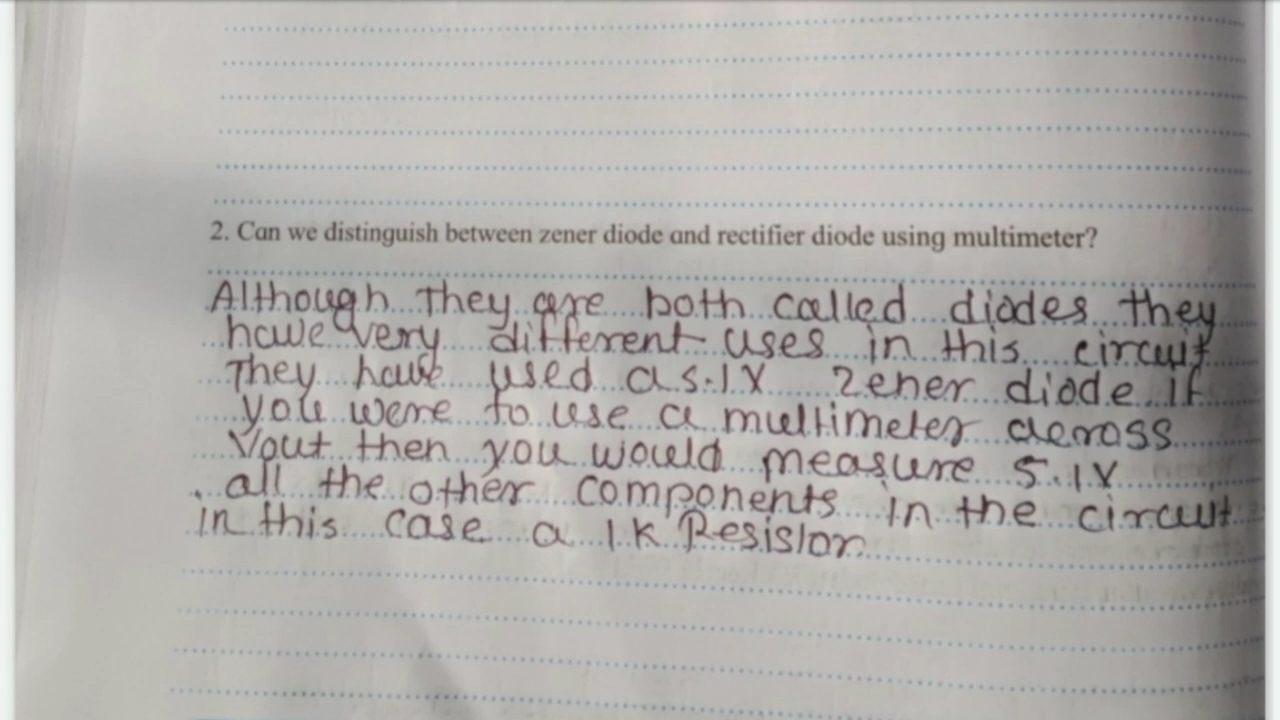 2. Can we distinguish between zener diode and rectifier diode using multimeter?
Although They are both called diodes they
have very different uses in this circuit
They have used a 5.1V zener diode. If
you were to use a multimeter across
Vout then you would measure 5.1V
all the other components in the circuit
in this case a 1k Resistor